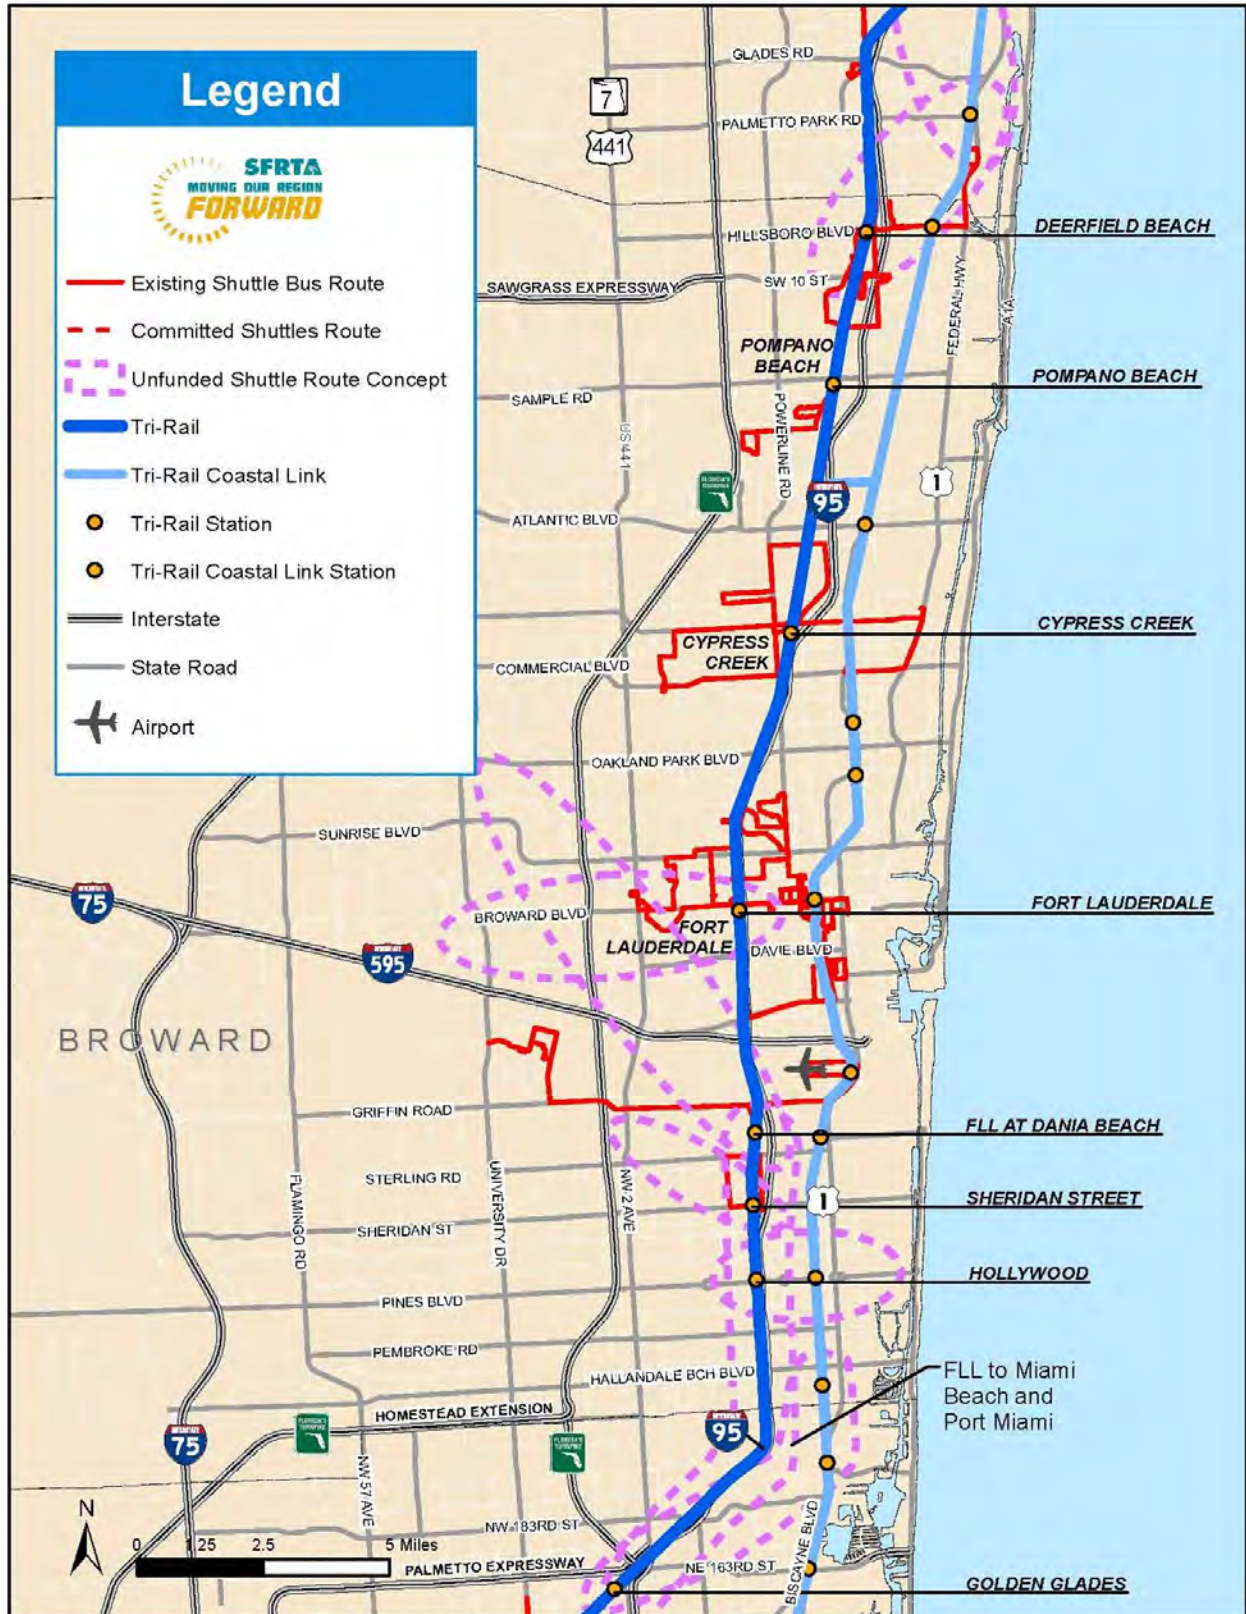 Legend
SFRTA
MOVING OUR REGION
FORWARD
Existing Shuttle Bus Route
Committed Shuttles Route
Unfunded Shuttle Route Concept
Tri-Rail
Tri-Rail Coastal Link
Tri-Rail Station
Tri-Rail Coastal Link Station
Interstate
State Road
Airport
GLADES RD
7
441
PALMETTO PARK RD
HILLSBORO BLVD
DEERFIELD BEACH
SAWGRASS EXPRESSWAY
SW 10 ST
FEDERAL HWY
A1A
POMPANO
BEACH
POMPANO BEACH
SAMPLE RD
POWERLINE RD
US 441
95
1
ATLANTIC BLVD
CYPRESS CREEK
CYPRESS
CREEK
COMMERCIAL BLVD
OAKLAND PARK BLVD
SUNRISE BLVD
75
BROWARD BLVD
FORT
LAUDERDALE
FORT LAUDERDALE
DAVIE BLVD
595
BROWARD
GRIFFIN ROAD
FLL AT DANIA BEACH
STERLING RD
FLAMINGO RD
UNIVERSITY DR
NW 2 AVE
SHERIDAN STREET
1
SHERIDAN ST
HOLLYWOOD
PINES BLVD
PEMBROKE RD
HALLANDALE BCH BLVD
FLL to Miami
Beach and
Port Miami
HOMESTEAD EXTENSION
75
95
NW 57 AVE
N
NW 183RD ST
0 1.25 2.5 5 Miles
PALMETTO EXPRESSWAY
NE 163RD ST
BISCAYNE BLVD
GOLDEN GLADES